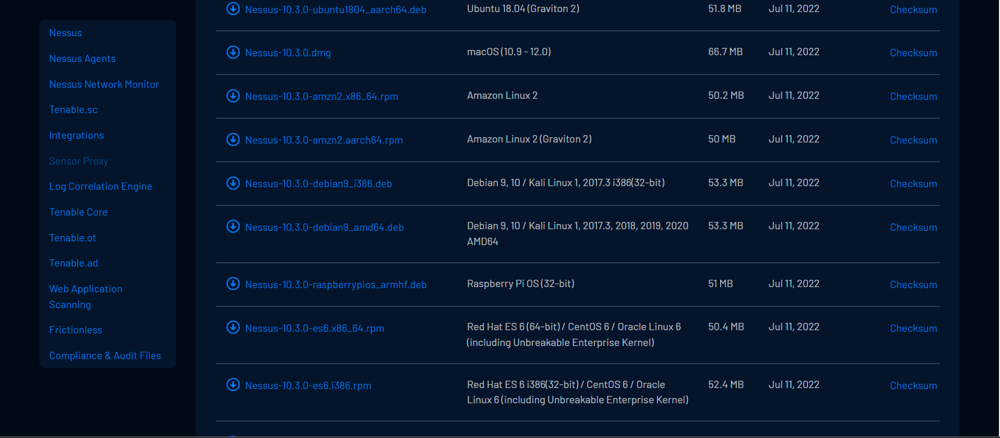 Nessus
Nessus Agents
Nessus Network Monitor
Tenable.sc
Integrations
Sensor Proxy
Log Correlation Engine
Tenable Core
Tenable.ot
Tenable.ad
Web Application
Scanning
Frictionless
Compliance & Audit Files
Nessus-10.3.0-ubuntu1804_aarch64.deb Ubuntu 18.04 (Graviton 2) 51.8 MB Jul 11, 2022 Checksum
Nessus-10.3.0.dmg macOS (10.9 - 12.0) 66.7 MB Jul 11, 2022 Checksum
Nessus-10.3.0-amzn2.x86_64.rpm Amazon Linux 2 50.2 MB Jul 11, 2022 Checksum
Nessus-10.3.0-amzn2.aarch64.rpm Amazon Linux 2 (Graviton 2) 50 MB Jul 11, 2022 Checksum
Nessus-10.3.0-debian9_i386.deb Debian 9, 10 / Kali Linux 1, 2017.3 i386(32-bit) 53.3 MB Jul 11, 2022 Checksum
Nessus-10.3.0-debian9_amd64.deb Debian 9, 10 / Kali Linux 1, 2017.3, 2018, 2019, 2020 53.3 MB Jul 11, 2022 Checksum
AMD64
Nessus-10.3.0-raspberrypios_armhf.deb Raspberry Pi OS (32-bit) 51 MB Jul 11, 2022 Checksum
Nessus-10.3.0-es6.x86_64.rpm Red Hat ES 6 (64-bit) / CentOS 6 / Oracle Linux 6 50.4 MB Jul 11, 2022 Checksum
(including Unbreakable Enterprise Kernel)
Nessus-10.3.0-es6.i386.rpm Red Hat ES 6 i386(32-bit) / CentOS 6 / Oracle 52.4 MB Jul 11, 2022 Checksum
Linux 6 (including Unbreakable Enterprise Kernel)